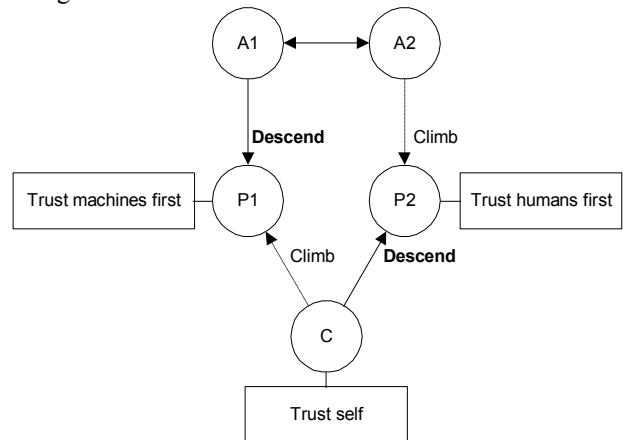 A1
A2
Descend
Climb
Trust machines first
P1
P2
Trust humans first
Climb
Descend
C
Trust self